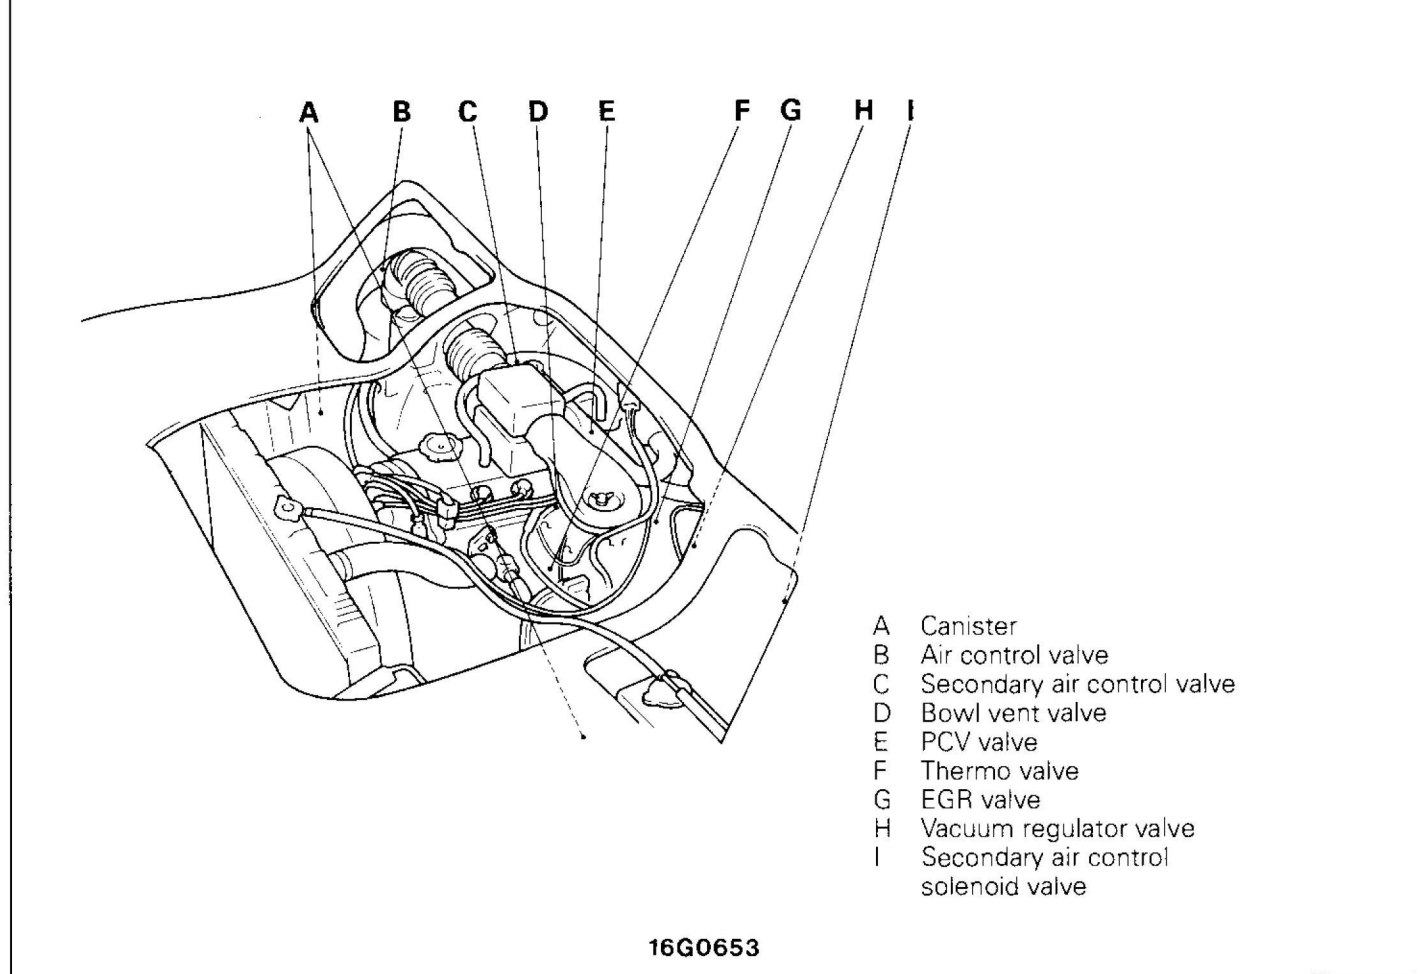 A B C D E F G H I
A Canister
B Air control valve
C Secondary air control valve
D Bowl vent valve
E PCV valve
F Thermo valve
G EGR valve
H Vacuum regulator valve
I Secondary air control
solenoid valve
16G0653